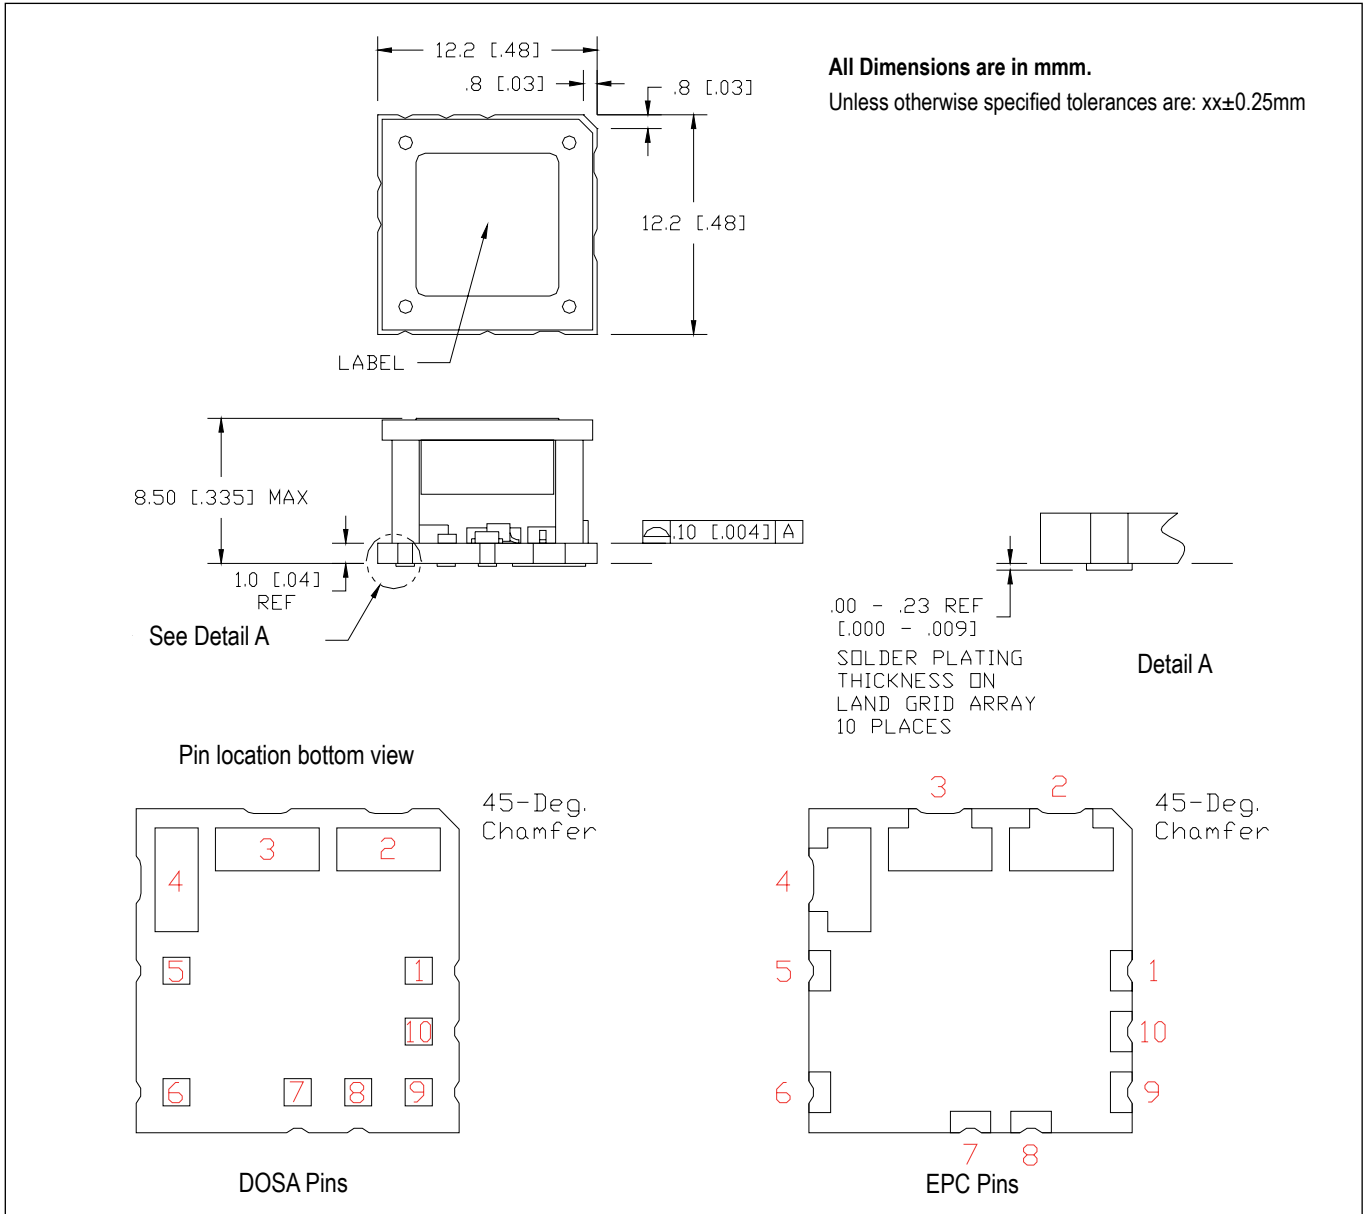 12.2 [.48]
.8 [.03]
.8 [.03]
All Dimensions are in mmm.
Unless otherwise specified tolerances are: xx±0.25mm
12.2 [.48]
LABEL
8.50 [.335] MAX
.10 [.004] A
1.0 [.04]
REF
See Detail A
.00 - .23 REF
[.000 - .009]
SOLDER PLATING
THICKNESS ON
LAND GRID ARRAY
10 PLACES
Detail A
Pin location bottom view
45-Deg.
Chamfer
3
2
4
5
1
10
6
7
8
9
DOSA Pins
3
2
45-Deg.
Chamfer
4
5
1
10
6
9
7
8
EPC Pins